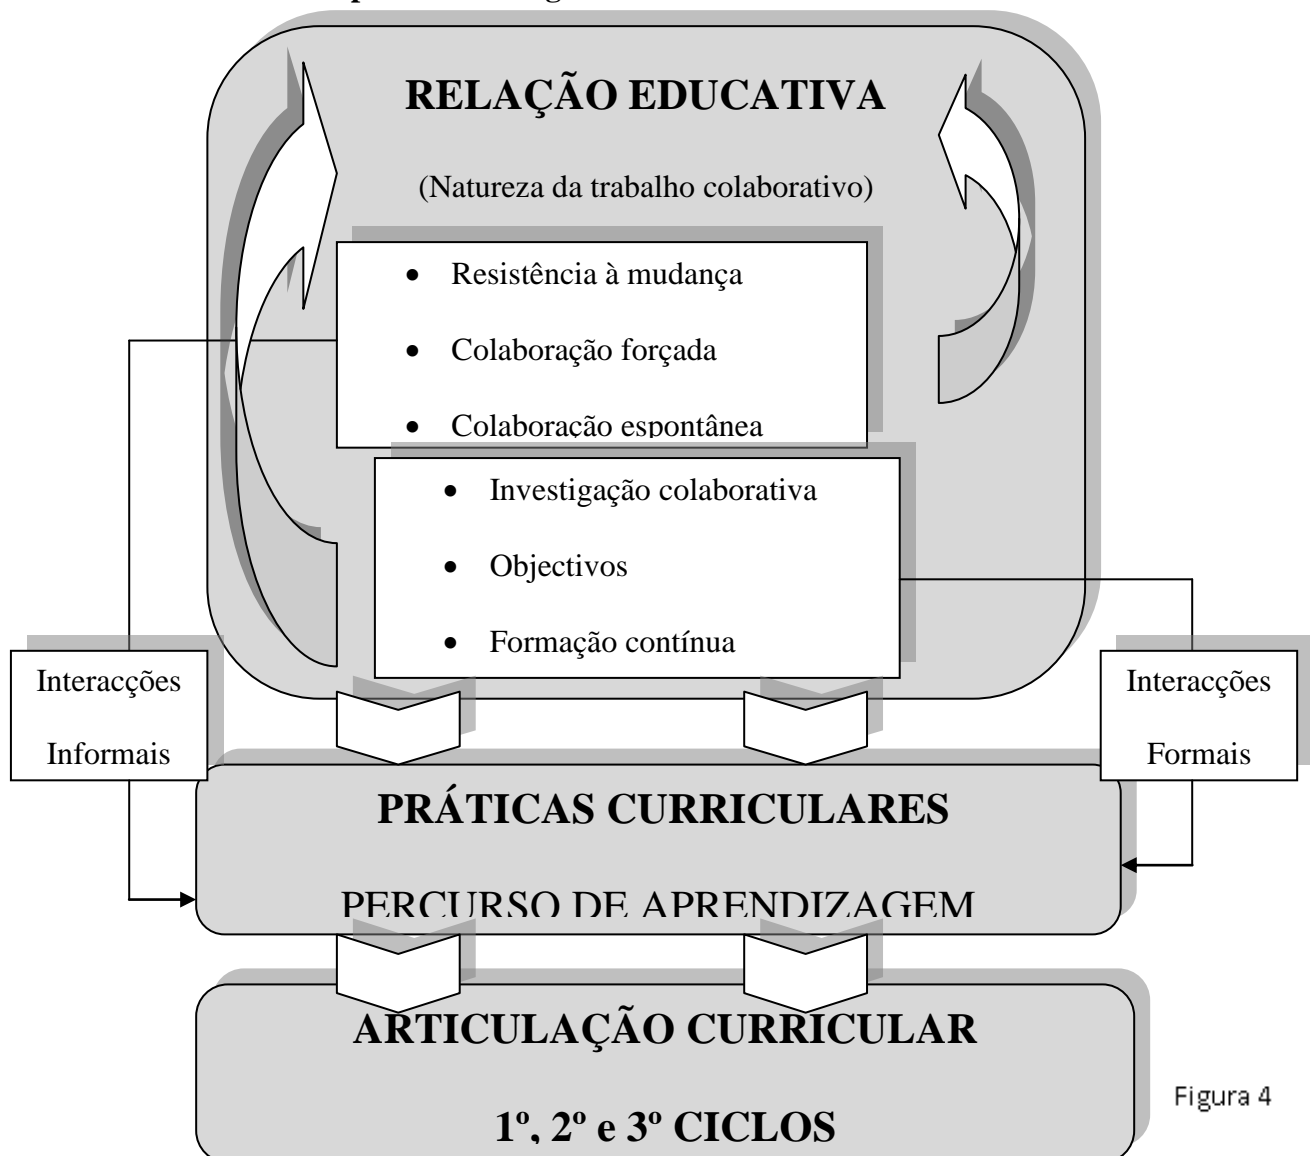 RELAÇÃO EDUCATIVA
(Natureza da trabalho colaborativo)
• Resistência à mudança
• Colaboração forçada
• Colaboração espontânea
• Investigação colaborativa
• Objectivos
• Formação contínua
Interacções
Informais
Interacções
Formais
PRÁTICAS CURRICULARES
PERCURSO DE APRENDIZAGEM
ARTICULAÇÃO CURRICULAR
1º, 2º e 3º CICLOS
Figura 4